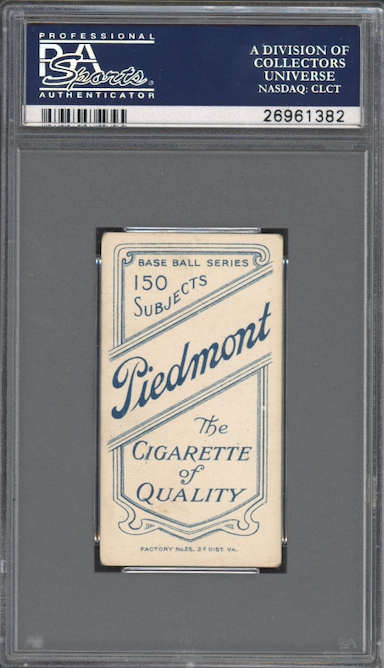 PROFESSIONAL
PSA
Sports
AUTHENTICATOR
A DIVISION OF
COLLECTORS
UNIVERSE
NASDAQ: CLCT
26961382
BASE BALL SERIES
150
SUBJECTS
Piedmont
The
CIGARETTE
of
QUALITY
FACTORY No. 25, 2d DIST. VA.